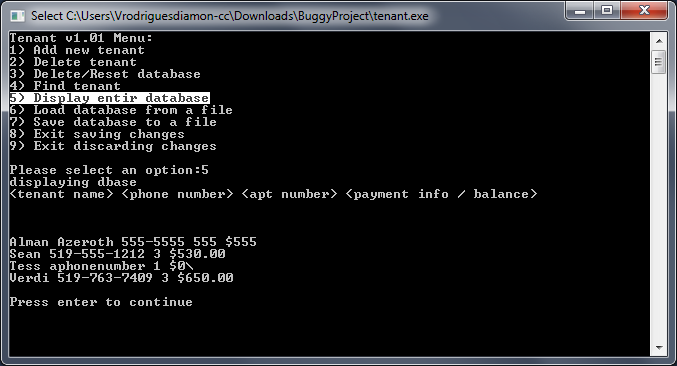 Select C:\Users\Vrodriguesdiamon-cc\Downloads\BuggyProject\tenant.exe
Tenant v1.01 Menu:
1) Add new tenant
2) Delete tenant
3) Delete/Reset database
4) Find tenant
5) Display entir database
6) Load database from a file
7) Save database to a file
8) Exit saving changes
9) Exit discarding changes
Please select an option:5
displaying dbase
<tenant name> <phone number> <apt number> <payment info / balance>
Alman Azeroth 555-5555 555 $555
Sean 519-555-1212 3 $530.00
Tess aphonenumber 1 $0\
Verdi 519-763-7409 3 $650.00
Press enter to continue